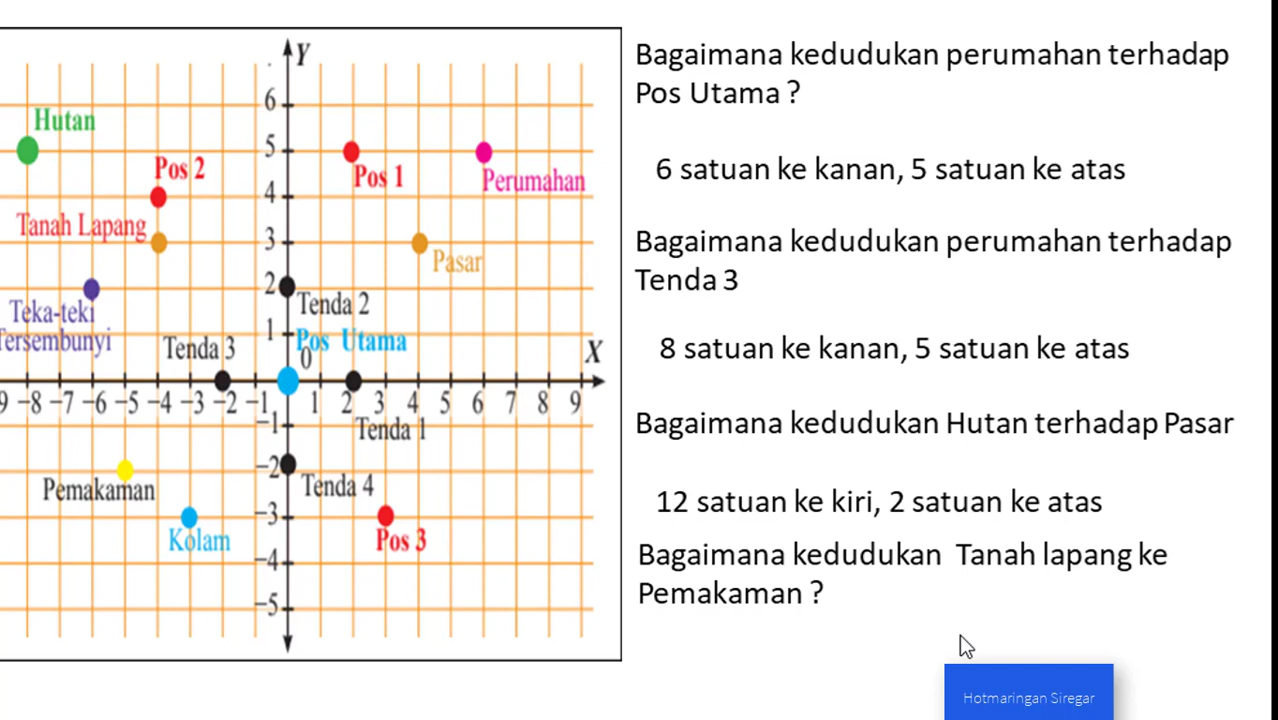 Y
6
Hutan
5
Pos 2
Pos 1
Perumahan
4
Tanah Lapang
3
Pasar
2
Teka-teki
Tenda 2
Tersembunyi
1
Tenda 3
Pos Utama
0
X
9 −8 −7 −6 −5 −4 −3 −2 −1 1 2 3 4 5 6 7 8 9
−1
Tenda 1
−2
Pemakaman
Tenda 4
−3
Kolam
Pos 3
−4
−5
Bagaimana kedudukan perumahan terhadap
Pos Utama ?
6 satuan ke kanan, 5 satuan ke atas
Bagaimana kedudukan perumahan terhadap
Tenda 3
8 satuan ke kanan, 5 satuan ke atas
Bagaimana kedudukan Hutan terhadap Pasar
12 satuan ke kiri, 2 satuan ke atas
Bagaimana kedudukan Tanah lapang ke
Pemakaman ?
Hotmaringan Siregar